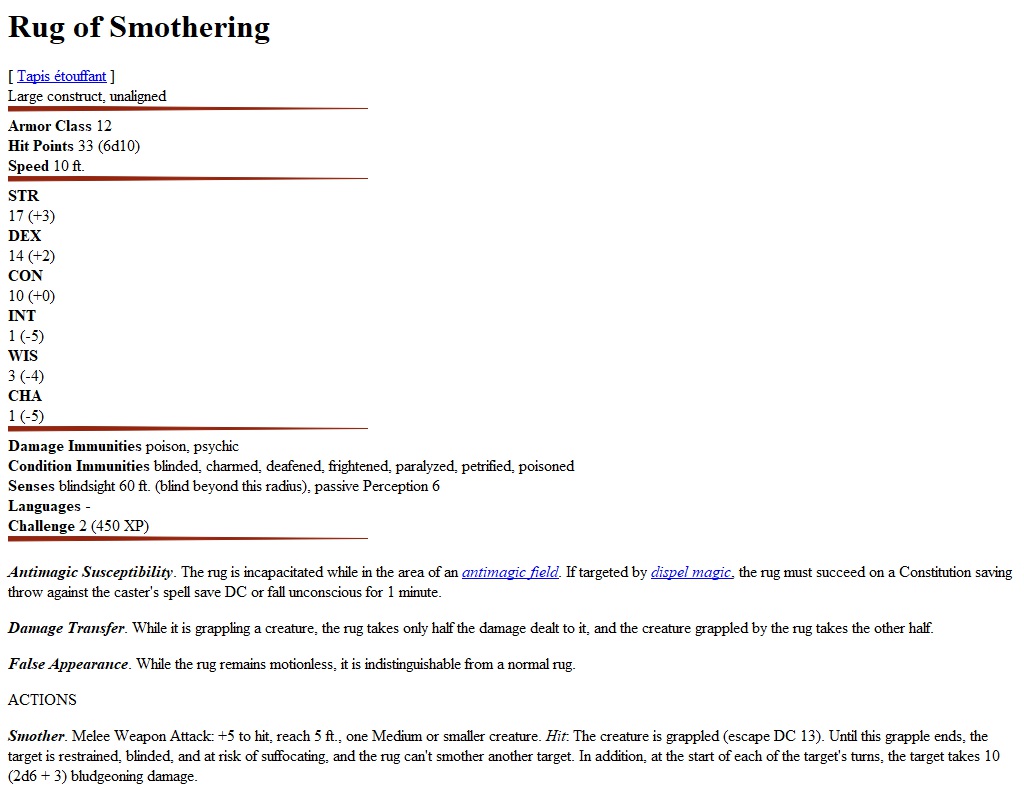 Rug of Smothering
[ Tapis étouffant ]
Large construct, unaligned
Armor Class 12
Hit Points 33 (6d10)
Speed 10 ft.
STR
17 (+3)
DEX
14 (+2)
CON
10 (+0)
INT
1 (-5)
WIS
3 (-4)
CHA
1 (-5)
Damage Immunities poison, psychic
Condition Immunities blinded, charmed, deafened, frightened, paralyzed, petrified, poisoned
Senses blindsight 60 ft. (blind beyond this radius), passive Perception 6
Languages -
Challenge 2 (450 XP)
Antimagic Susceptibility. The rug is incapacitated while in the area of an antimagic field. If targeted by dispel magic, the rug must succeed on a Constitution saving
throw against the caster's spell save DC or fall unconscious for 1 minute.
Damage Transfer. While it is grappling a creature, the rug takes only half the damage dealt to it, and the creature grappled by the rug takes the other half.
False Appearance. While the rug remains motionless, it is indistinguishable from a normal rug.
ACTIONS
Smother. Melee Weapon Attack: +5 to hit, reach 5 ft., one Medium or smaller creature. Hit: The creature is grappled (escape DC 13). Until this grapple ends, the
target is restrained, blinded, and at risk of suffocating, and the rug can't smother another target. In addition, at the start of each of the target's turns, the target takes 10
(2d6 + 3) bludgeoning damage.